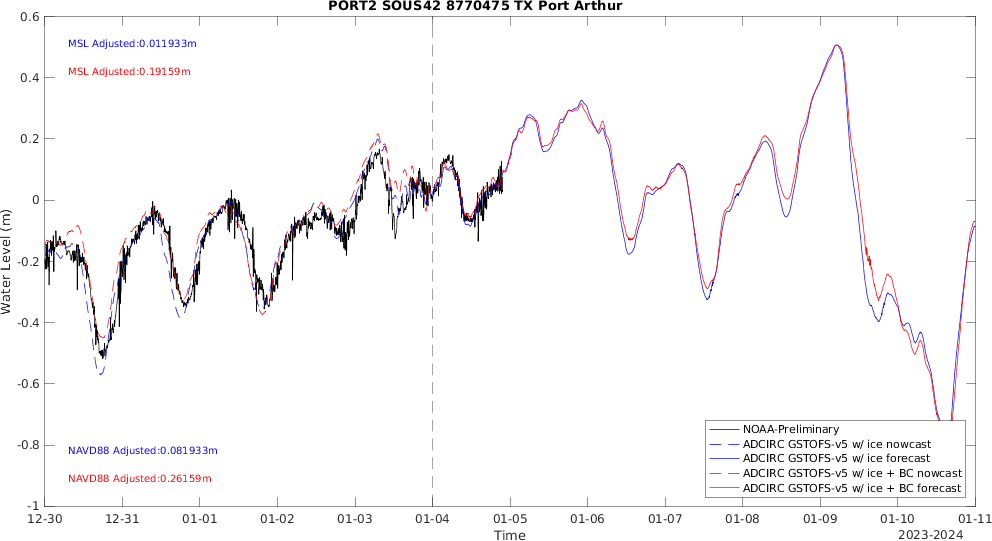 PORT2 SOUS42 8770475 TX Port Arthur
0.6
MSL Adjusted:0.011933m
MSL Adjusted:0.19159m
0.4
0.2
0
-0.2
-0.4
-0.6
-0.8
-1
Water Level (m)
NAVD88 Adjusted:0.081933m
NAVD88 Adjusted:0.26159m
NOAA-Preliminary
ADCIRC GSTOFS-v5 w/ ice nowcast
ADCIRC GSTOFS-v5 w/ ice forecast
ADCIRC GSTOFS-v5 w/ ice + BC nowcast
ADCIRC GSTOFS-v5 w/ ice + BC forecast
12-30 12-31 01-01 01-02 01-03 01-04 01-05 01-06 01-07 01-08 01-09 01-10 01-11
Time
2023-2024